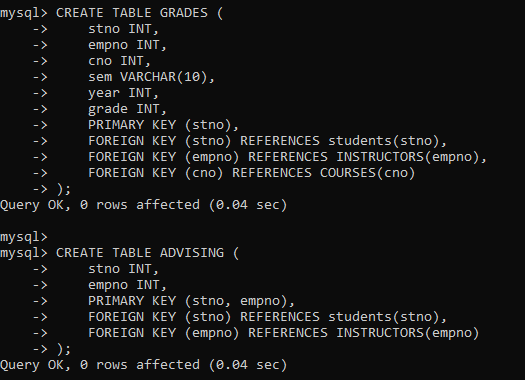 mysql> CREATE TABLE GRADES (
    ->     stno INT,
    ->     empno INT,
    ->     cno INT,
    ->     sem VARCHAR(10),
    ->     year INT,
    ->     grade INT,
    ->     PRIMARY KEY (stno),
    ->     FOREIGN KEY (stno) REFERENCES students(stno),
    ->     FOREIGN KEY (empno) REFERENCES INSTRUCTORS(empno),
    ->     FOREIGN KEY (cno) REFERENCES COURSES(cno)
    -> );
Query OK, 0 rows affected (0.04 sec)

mysql>
mysql> CREATE TABLE ADVISING (
    ->     stno INT,
    ->     empno INT,
    ->     PRIMARY KEY (stno, empno),
    ->     FOREIGN KEY (stno) REFERENCES students(stno),
    ->     FOREIGN KEY (empno) REFERENCES INSTRUCTORS(empno)
    -> );
Query OK, 0 rows affected (0.04 sec)